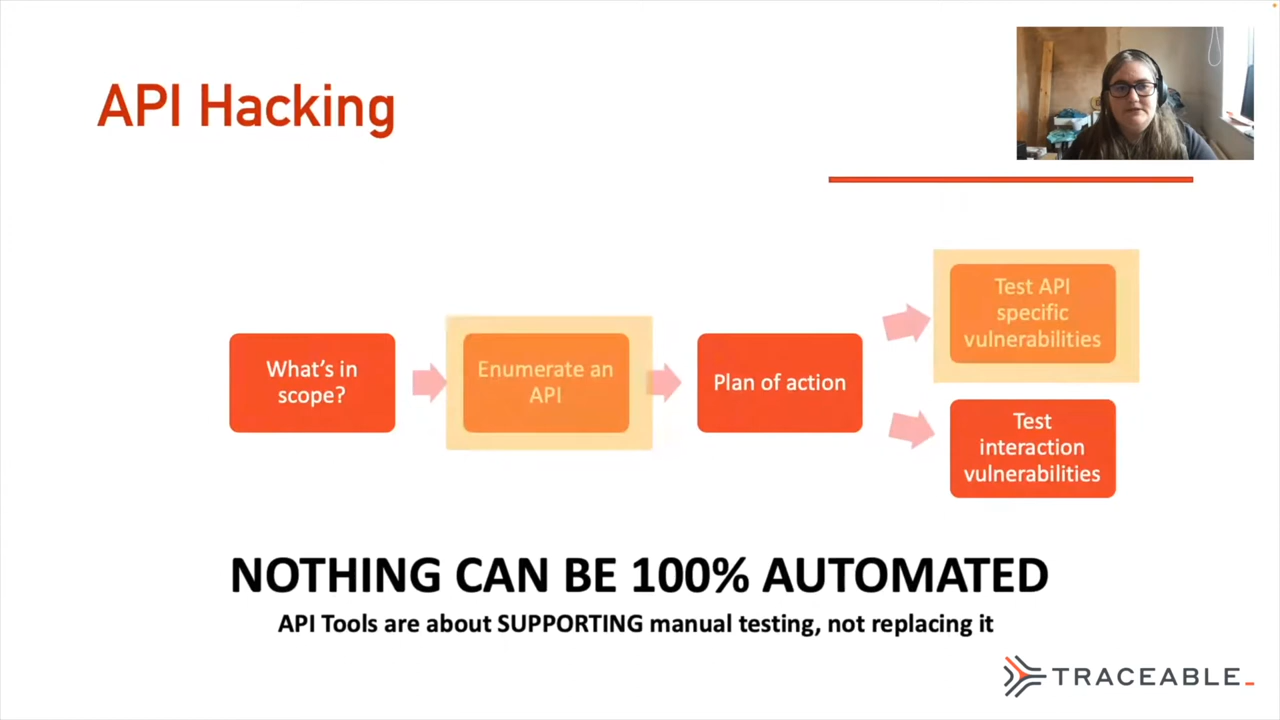 API Hacking
What's in
scope?
Enumerate an
API
Plan of action
Test API
specific
vulnerabilities
Test
interaction
vulnerabilities
NOTHING CAN BE 100% AUTOMATED
API Tools are about SUPPORTING manual testing, not replacing it
TRACEABLE_